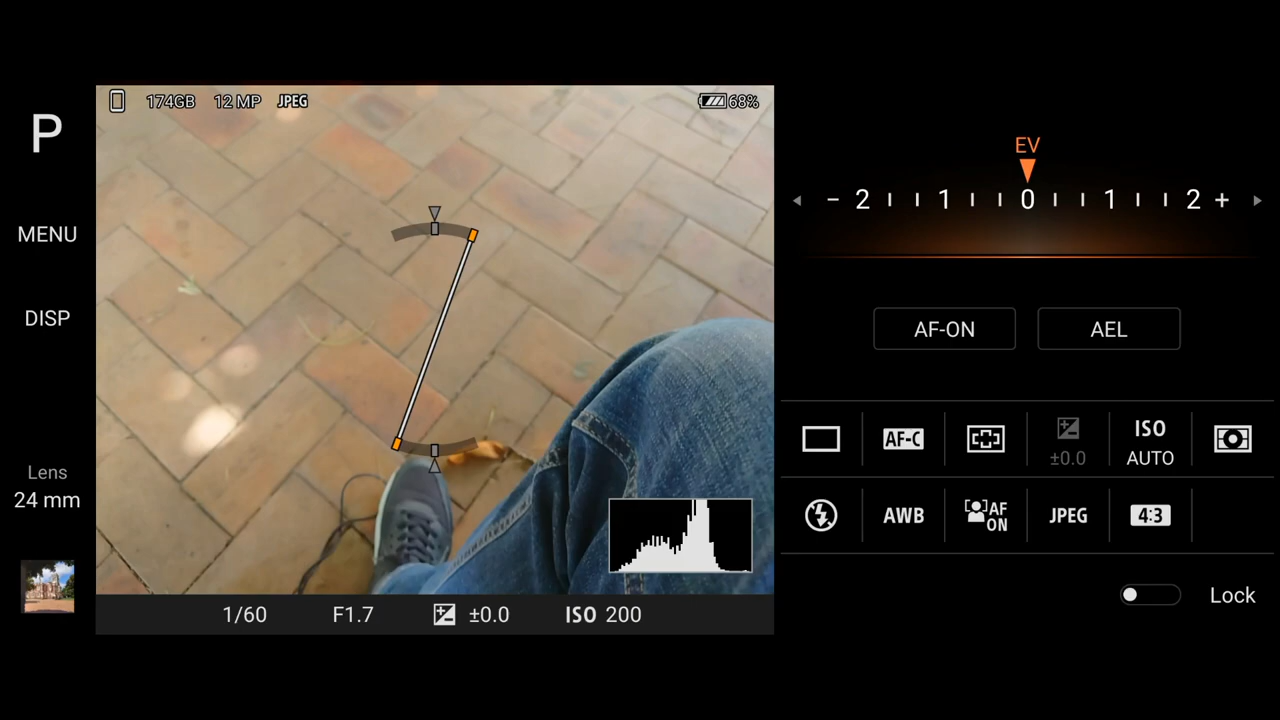 P
MENU
DISP
Lens
24 mm
174GB 12 MP JPEG
68%
1/60 F1.7 ±0.0 ISO 200
EV
− 2 1 0 1 2 +
AF-ON AEL
AF-C ±0.0 ISO AUTO
AWB AF ON JPEG 4:3
Lock